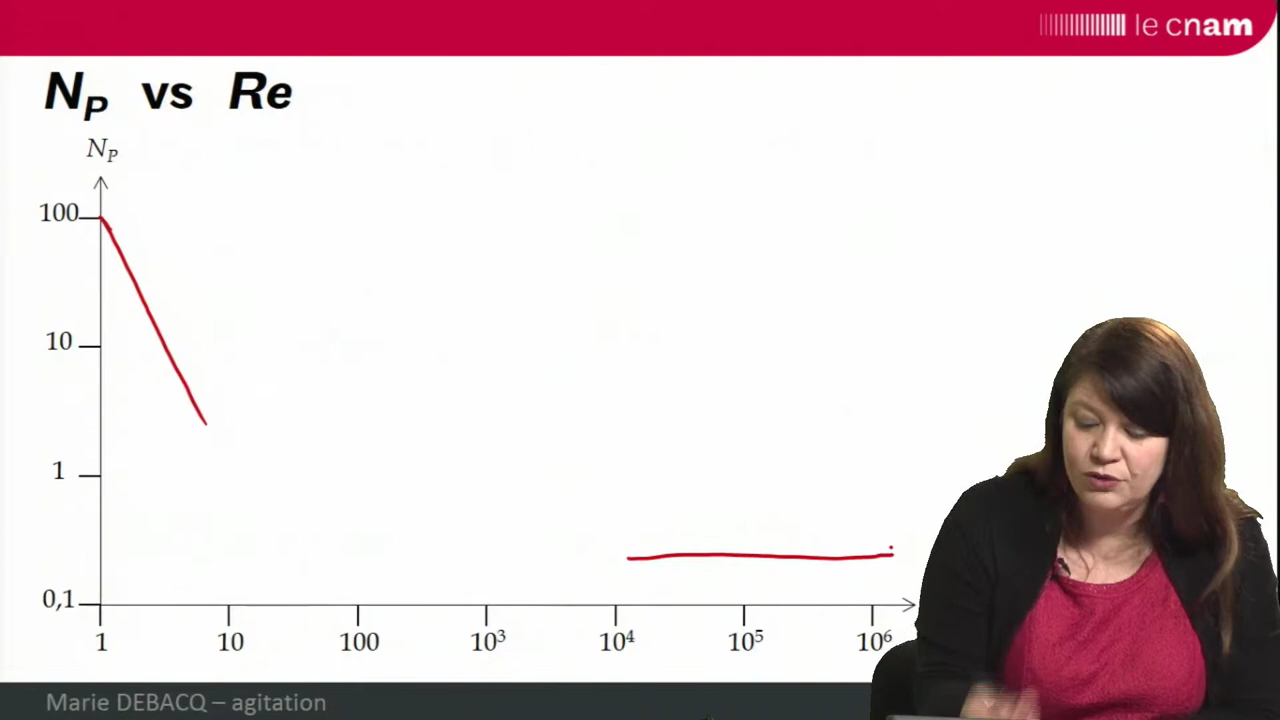 le cnam
N_P vs Re
N_P
100
10
1
0,1
1 10 100 10³ 10⁴ 10⁵ 10⁶
Marie DEBACQ – agitation